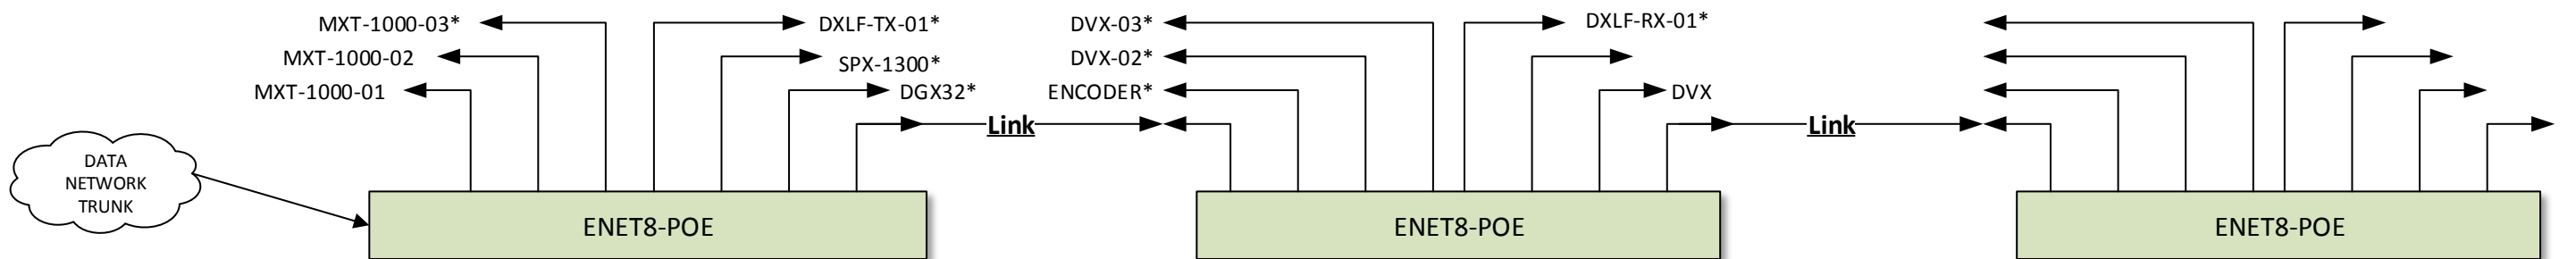 MXT-1000-03*
DXLF-TX-01*
DVX-03*
DXLF-RX-01*
MXT-1000-02
SPX-1300*
DVX-02*
MXT-1000-01
DGX32*
ENCODER*
DVX
Link
Link
DATA
NETWORK
TRUNK
ENET8-POE
ENET8-POE
ENET8-POE